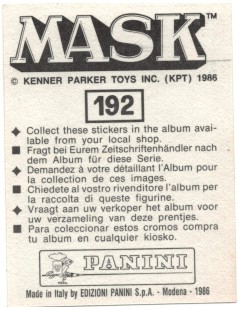 MASK™
© KENNER PARKER TOYS INC. (KPT) 1986
192
◆ Collect these stickers in the album avai-
lable from your local shop.
■ Fragt bei Eurem Zeitschriftenhändler nach
dem Album für diese Serie.
◆ Demandez à votre détaillant l'Album pour
la collection de ces images.
■ Chiedete al vostro rivenditore l'album per
la raccolta di queste figurine.
◆ Vraagt aan uw verkoper het album voor
uw verzameling van deze prentjes.
■ Para coleccionar estos cromos compra
tu album en cualquier kiosko.
PANINI
Made in Italy by EDIZIONI PANINI S.p.A. - Modena - 1986